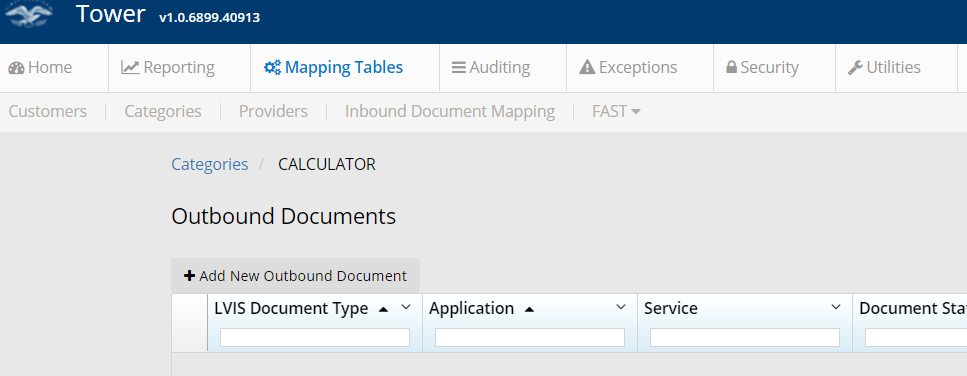 Tower v1.0.6899.40913
Home Reporting Mapping Tables Auditing Exceptions Security Utilities
Customers Categories Providers Inbound Document Mapping FAST
Categories / CALCULATOR
Outbound Documents
Add New Outbound Document
LVIS Document Type Application Service Document Sta